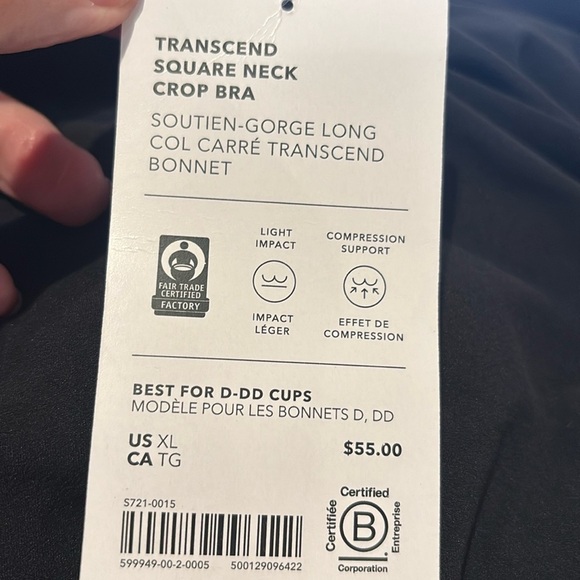 TRANSCEND
SQUARE NECK
CROP BRA
SOUTIEN-GORGE LONG
COL CARRÉ TRANSCEND
BONNET
FAIR TRADE
CERTIFIED
FACTORY
LIGHT
IMPACT
IMPACT
LÉGER
COMPRESSION
SUPPORT
EFFET DE
COMPRESSION
BEST FOR D-DD CUPS
MODÈLE POUR LES BONNETS D, DD
US XL
CA TG
$55.00
S721-0015
599949-00-2-0005 500129096422
Certified
Certifiée
B
Entreprise
Corporation